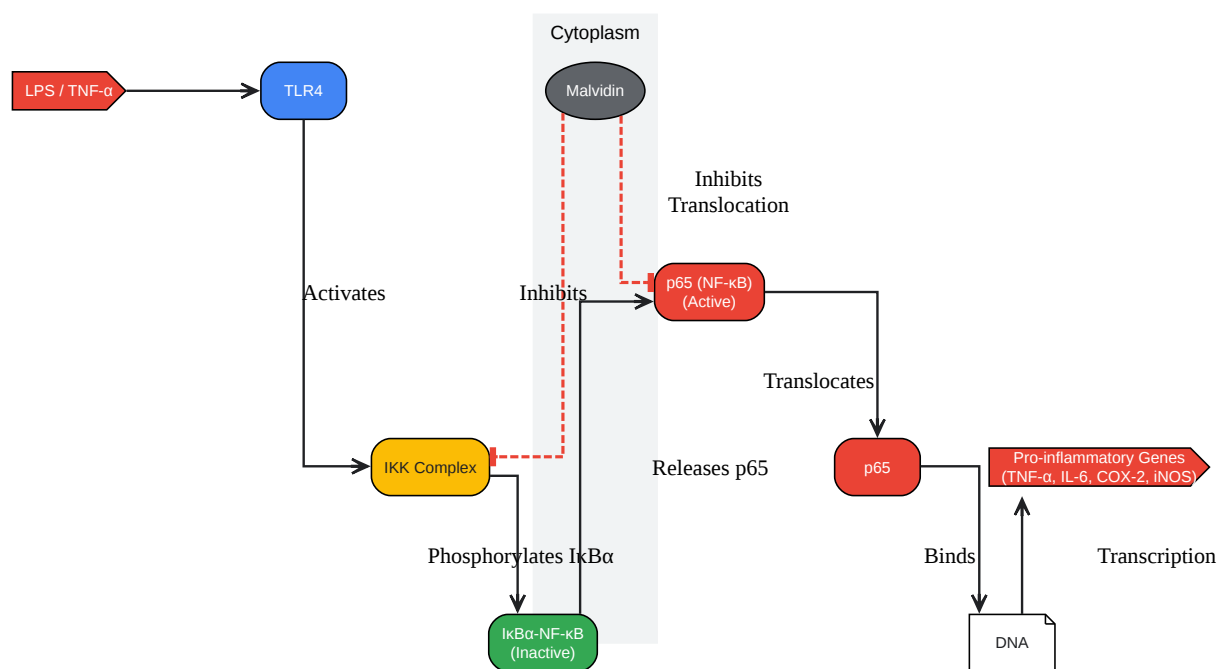 Cytoplasm
LPS / TNF-α
TLR4
Malvidin
Inhibits
Translocation
p65 (NF-κB)
(Active)
Activates
Inhibits
Translocates
IKK Complex
Releases p65
p65
Pro-inflammatory Genes
(TNF-α, IL-6, COX-2, iNOS)
Phosphorylates IκBα
Binds
Transcription
IκBα-NF-κB
(Inactive)
DNA